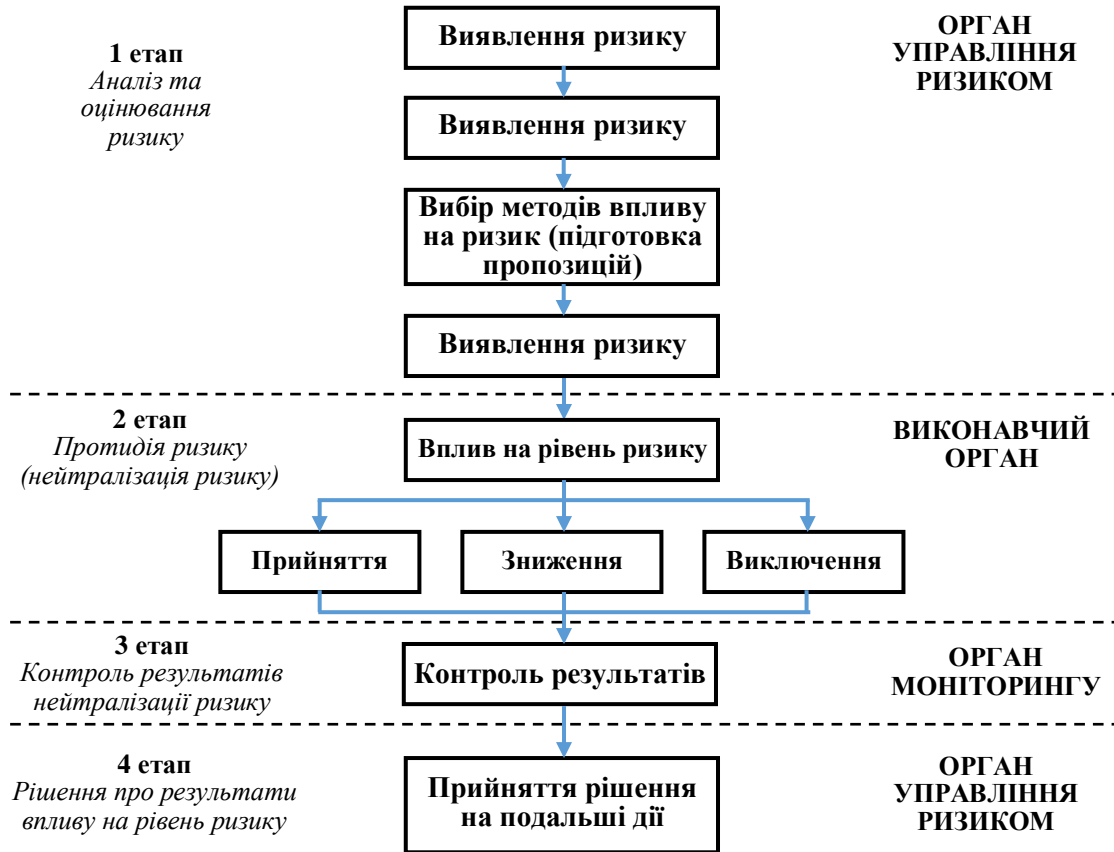 1 етап
Аналіз та
оцінювання
ризику
Виявлення ризику
Виявлення ризику
Вибір методів впливу
на ризик (підготовка
пропозицій)
Виявлення ризику
ОРГАН
УПРАВЛІННЯ
РИЗИКОМ
2 етап
Протидія ризику
(нейтралізація ризику)
Вплив на рівень ризику
ВИКОНАВЧИЙ
ОРГАН
Прийняття
Зниження
Виключення
3 етап
Контроль результатів
нейтралізації ризику
Контроль результатів
ОРГАН
МОНІТОРИНГУ
4 етап
Рішення про результати
впливу на рівень ризику
Прийняття рішення
на подальші дії
ОРГАН
УПРАВЛІННЯ
РИЗИКОМ